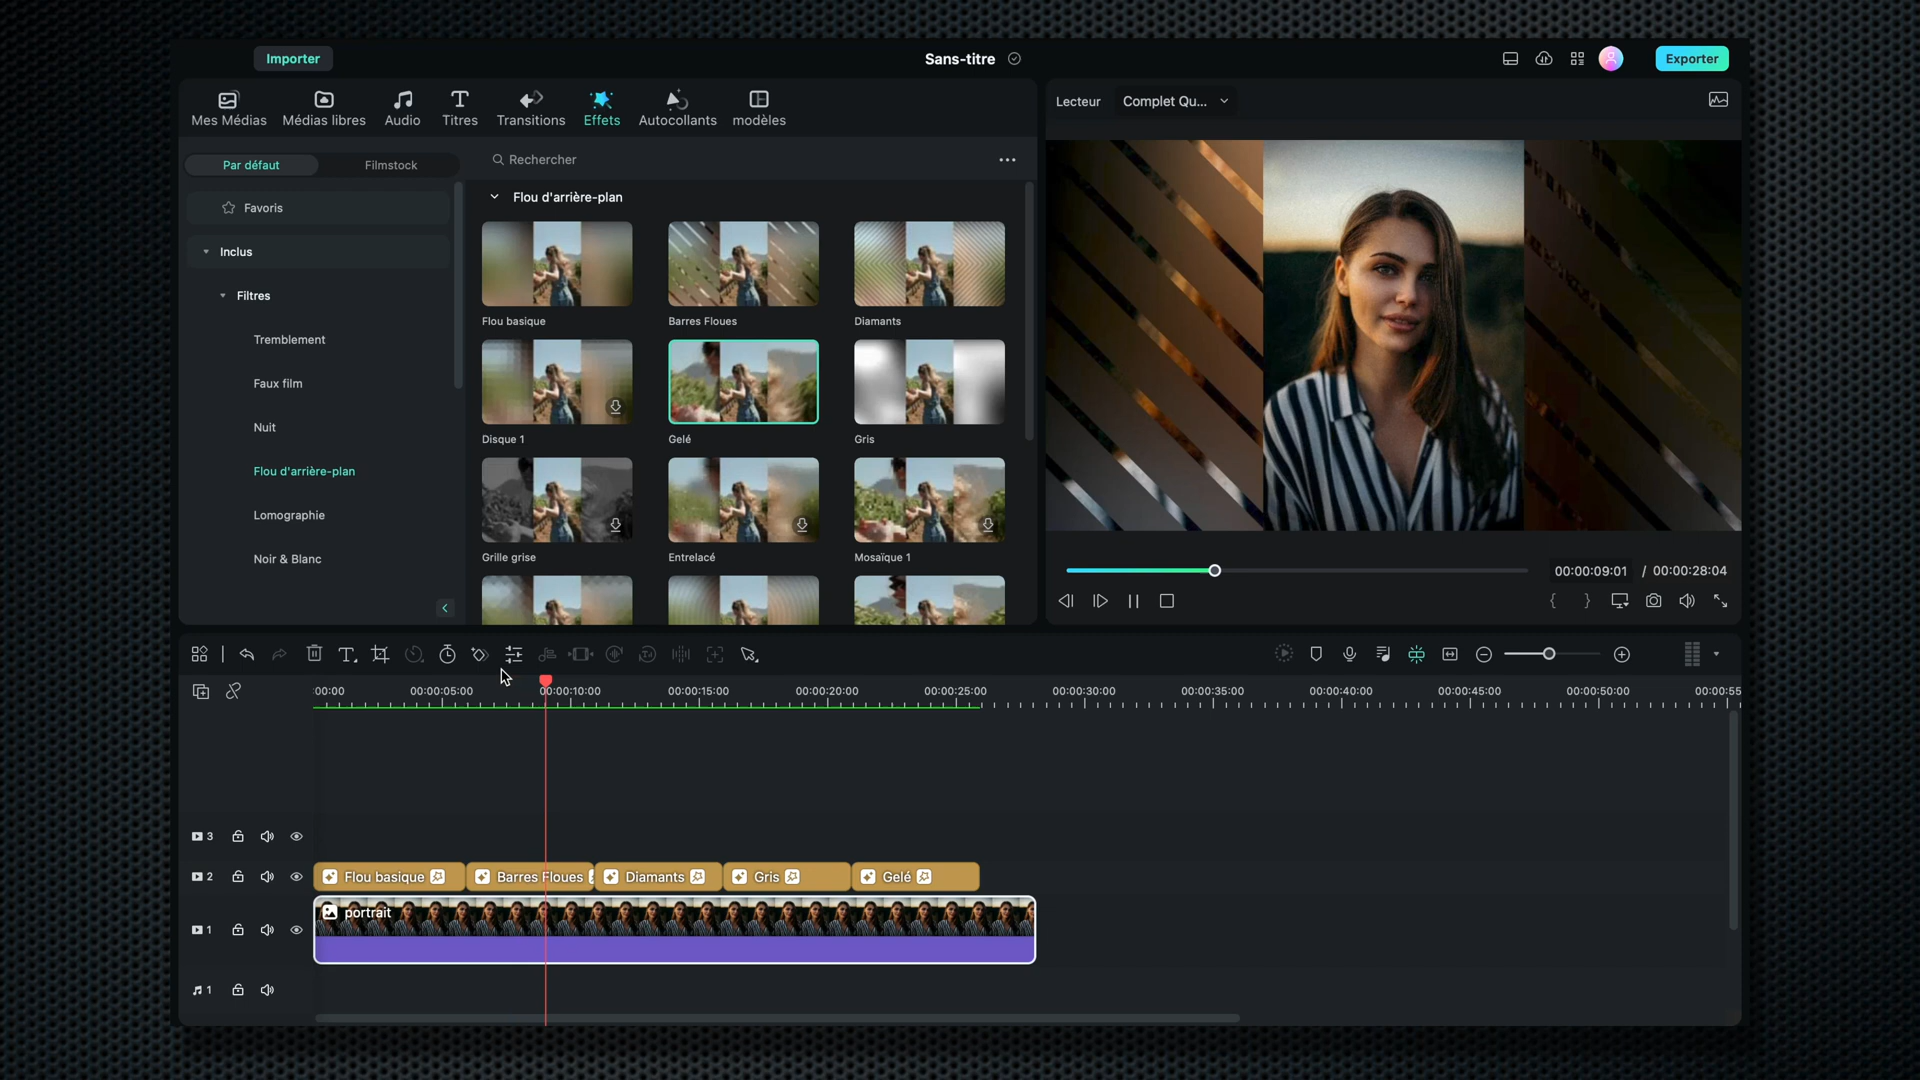 Importer
Sans-titre
Exporter
Mes Médias
Médias libres
Audio
Titres
Transitions
Effets
Autocollants
modèles
Lecteur
Complet Qu...
Par défaut
Filmstock
Rechercher
Favoris
Inclus
Filtres
Tremblement
Faux film
Nuit
Flou d'arrière-plan
Lomographie
Noir & Blanc
Flou d'arrière-plan
Flou basique
Barres Floues
Diamants
Disque 1
Gelé
Gris
Grille grise
Entrelacé
Mosaïque 1
00:00:09:01 / 00:00:28:04
:00:00
00:00:05:00
00:00:10:00
00:00:15:00
00:00:20:00
00:00:25:00
00:00:30:00
00:00:35:00
00:00:40:00
00:00:45:00
00:00:50:00
00:00:55
3
2
Flou basique
Barres Floues
Diamants
Gris
Gelé
portrait
1
1